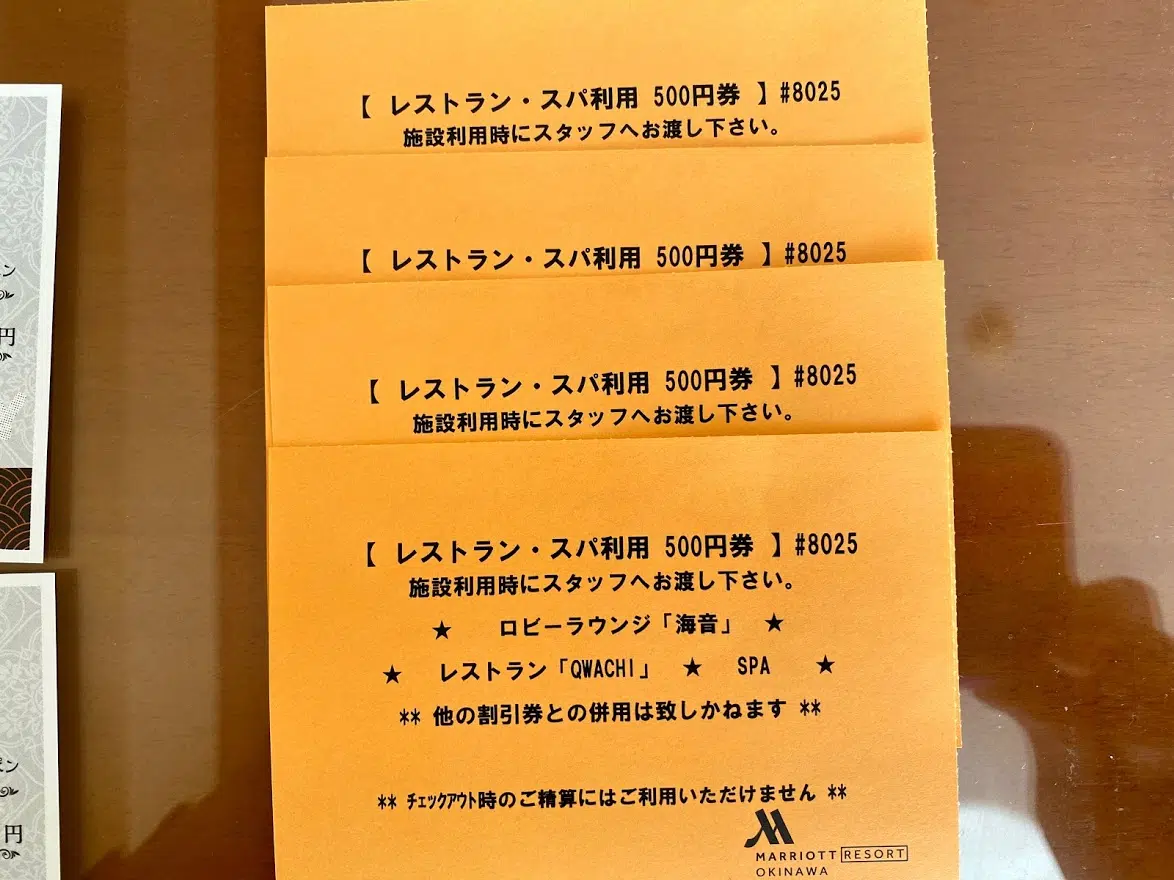 【 レストラン・スパ利用 500円券 】#8025
施設利用時にスタッフへお渡し下さい。
【 レストラン・スパ利用 500円券 】#8025
【 レストラン・スパ利用 500円券 】#8025
施設利用時にスタッフへお渡し下さい。
【 レストラン・スパ利用 500円券 】#8025
施設利用時にスタッフへお渡し下さい。
★ ロビーラウンジ「海音」 ★
★ レストラン「QWACHI」 ★ SPA ★
** 他の割引券との併用は致しかねます **
** チェックアウト時のご精算にはご利用いただけません **
MARRIOTT RESORT
OKINAWA
ン
円
ン
円